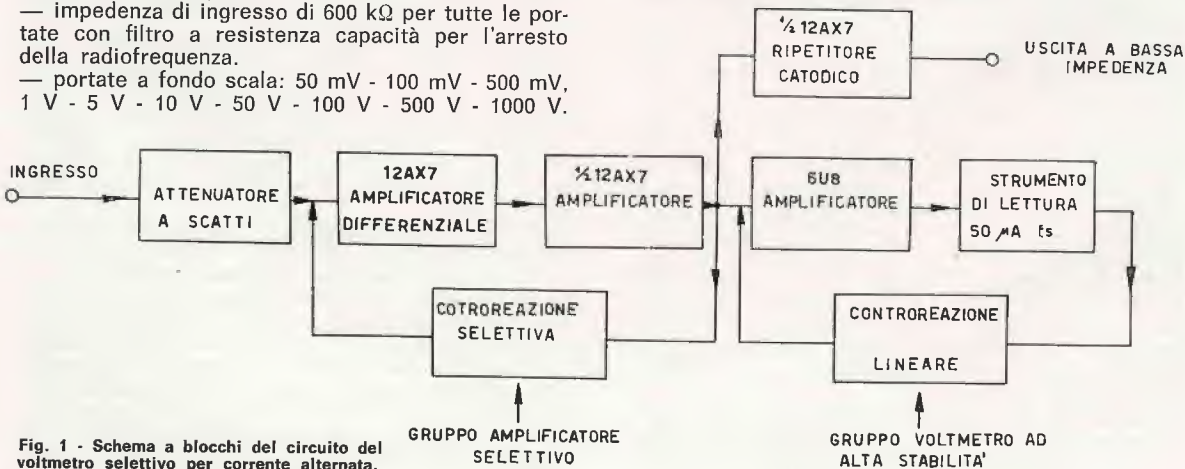 — impedenza di ingresso di 600 kΩ per tutte le por-
tate con filtro a resistenza capacità per l'arresto
della radiofrequenza.
— portate a fondo scala: 50 mV - 100 mV - 500 mV,
1 V - 5 V - 10 V - 50 V - 100 V - 500 V - 1000 V.
½ 12AX7
RIPETITORE
CATODICO
USCITA A BASSA
IMPEDENZA
INGRESSO
ATTENUATORE
A SCATTI
12AX7
AMPLIFICATORE
DIFFERENZIALE
½ 12AX7
AMPLIFICATORE
6U8
AMPLIFICATORE
STRUMENTO
DI LETTURA
50 µA fs
COTROREAZIONE
SELETTIVA
CONTROREAZIONE
LINEARE
GRUPPO AMPLIFICATORE
SELETTIVO
GRUPPO VOLTMETRO AD
ALTA STABILITA'
Fig. 1 - Schema a blocchi del circuito del
voltmetro selettivo per corrente alternata.